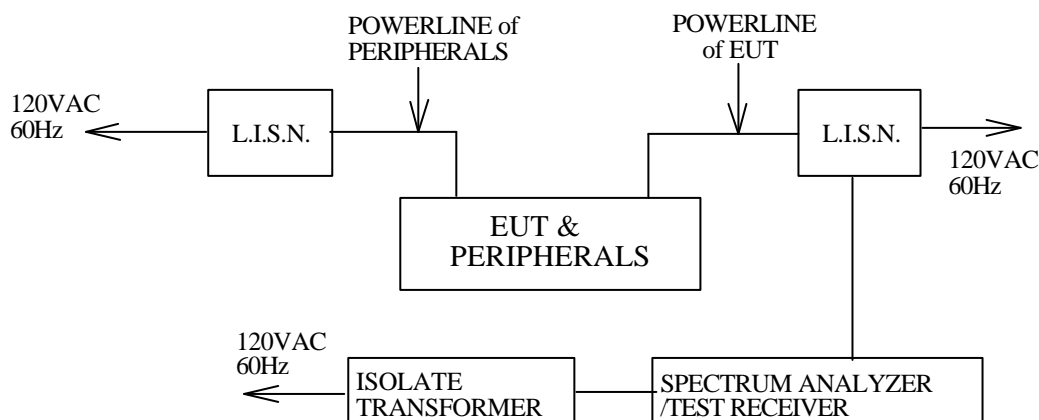 POWERLINE of
PERIPHERALS
POWERLINE
of EUT
120VAC
60Hz
L.I.S.N.
L.I.S.N.
120VAC
60Hz
EUT &
PERIPHERALS
120VAC
60Hz
ISOLATE
TRANSFORMER
SPECTRUM ANALYZER
/TEST RECEIVER